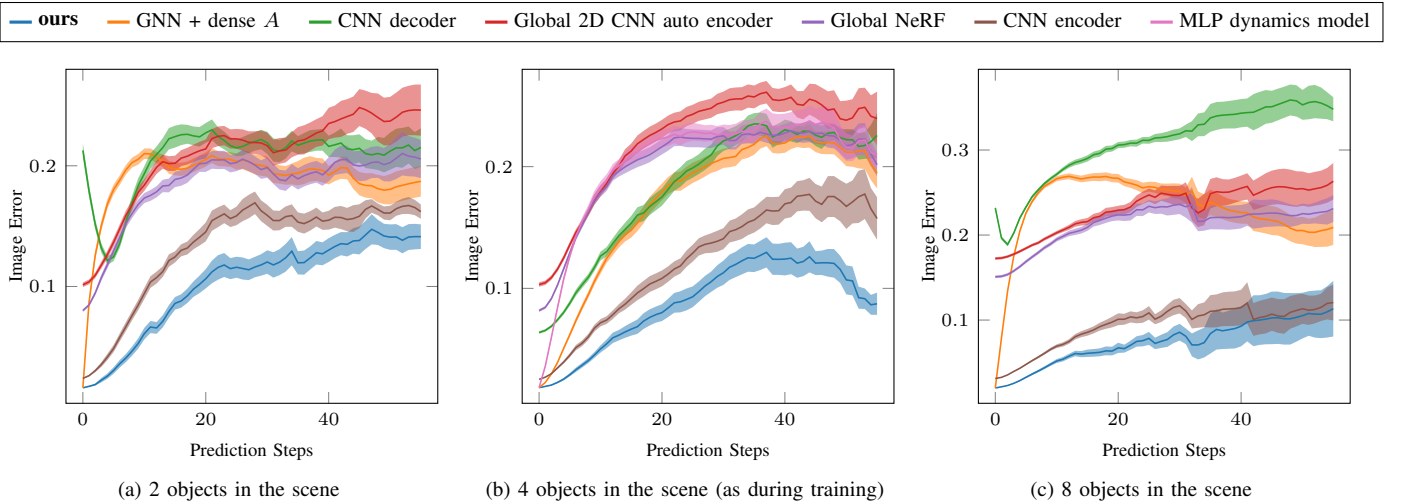 ours GNN + dense A CNN decoder Global 2D CNN auto encoder Global NeRF CNN encoder MLP dynamics model
0.2
0.1
Image Error
0 20 40
Prediction Steps
(a) 2 objects in the scene
0.2
0.1
Image Error
0 20 40
Prediction Steps
(b) 4 objects in the scene (as during training)
0.3
0.2
0.1
Image Error
0 20 40
Prediction Steps
(c) 8 objects in the scene